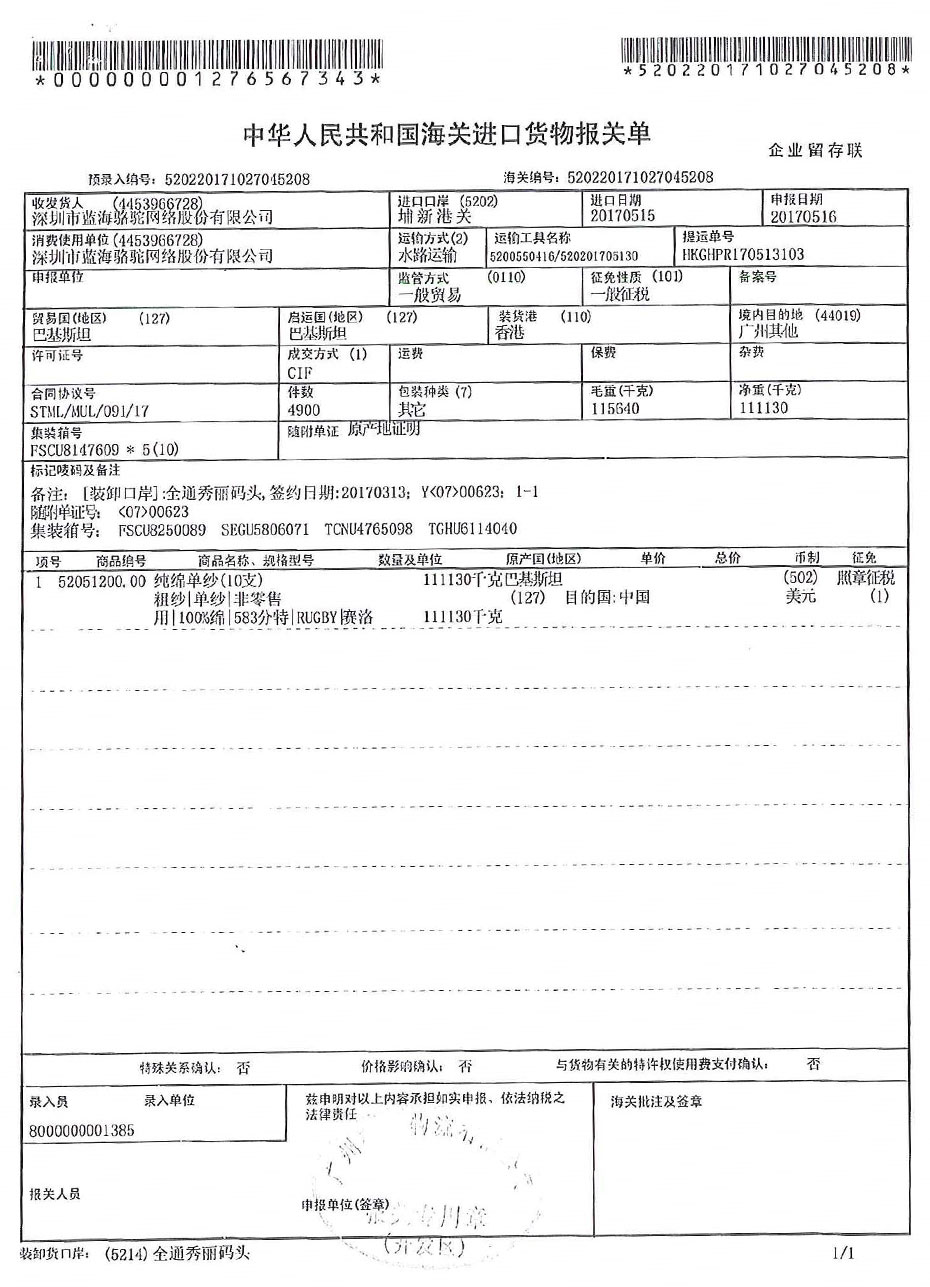 *0000000001276567343*
*520220171027045208*
中华人民共和国海关进口货物报关单
企业留存联
预录入编号: 520220171027045208 海关编号: 520220171027045208
收发货人 (4453966728) 进口口岸 (5202) 进口日期 申报日期
深圳市蓝海骆驼网络股份有限公司 埔新港关 20170515 20170516
消费使用单位(4453966728) 运输方式(2) 运输工具名称 提运单号
深圳市蓝海骆驼网络股份有限公司 水路运输 5200550416/520201705130 HKGHPR170513103
申报单位 监管方式 (0110) 征免性质 (101) 备案号
一般贸易 一般征税
贸易国(地区) (127) 启运国(地区) (127) 装货港 (110) 境内目的地 (44019)
巴基斯坦 巴基斯坦 香港 广州其他
许可证号 成交方式 (1) 运费 保费 杂费
CIF
合同协议号 件数 包装种类 (7) 毛重(千克) 净重(千克)
STML/MUL/091/17 4900 其它 115640 111130
集装箱号 随附单证 原产地证明
FSCU8147609 * 5(10)
标记唛码及备注
备注: [装卸口岸]:全通秀丽码头,签约日期:20170313; Y<07>00623; 1-1
随附单证号: <07>00623
集装箱号: FSCU8250089 SEGU5806071 TCNU4765098 TGHU6114040
项号 商品编号 商品名称、规格型号 数量及单位 原产国(地区) 单价 总价 币制 征免
1 52051200.00 纯绵单纱(10支) 111130千克 巴基斯坦 (502) 照章征税
粗纱|单纱|非零售 (127) 目的国:中国 美元 (1)
用|100%绵|583分特|RUGBY|赛洛 111130千克
特殊关系确认: 否 价格影响确认: 否 与货物有关的特许权使用费支付确认: 否
录入员 录入单位 兹申明对以上内容承担如实申报、依法纳税之 海关批注及签章
法律责任
8000000001385
广州 物流
报关人员
申报单位(签章)
报关专用章
(开发区)
装卸货口岸: (5214) 全通秀丽码头 1/1